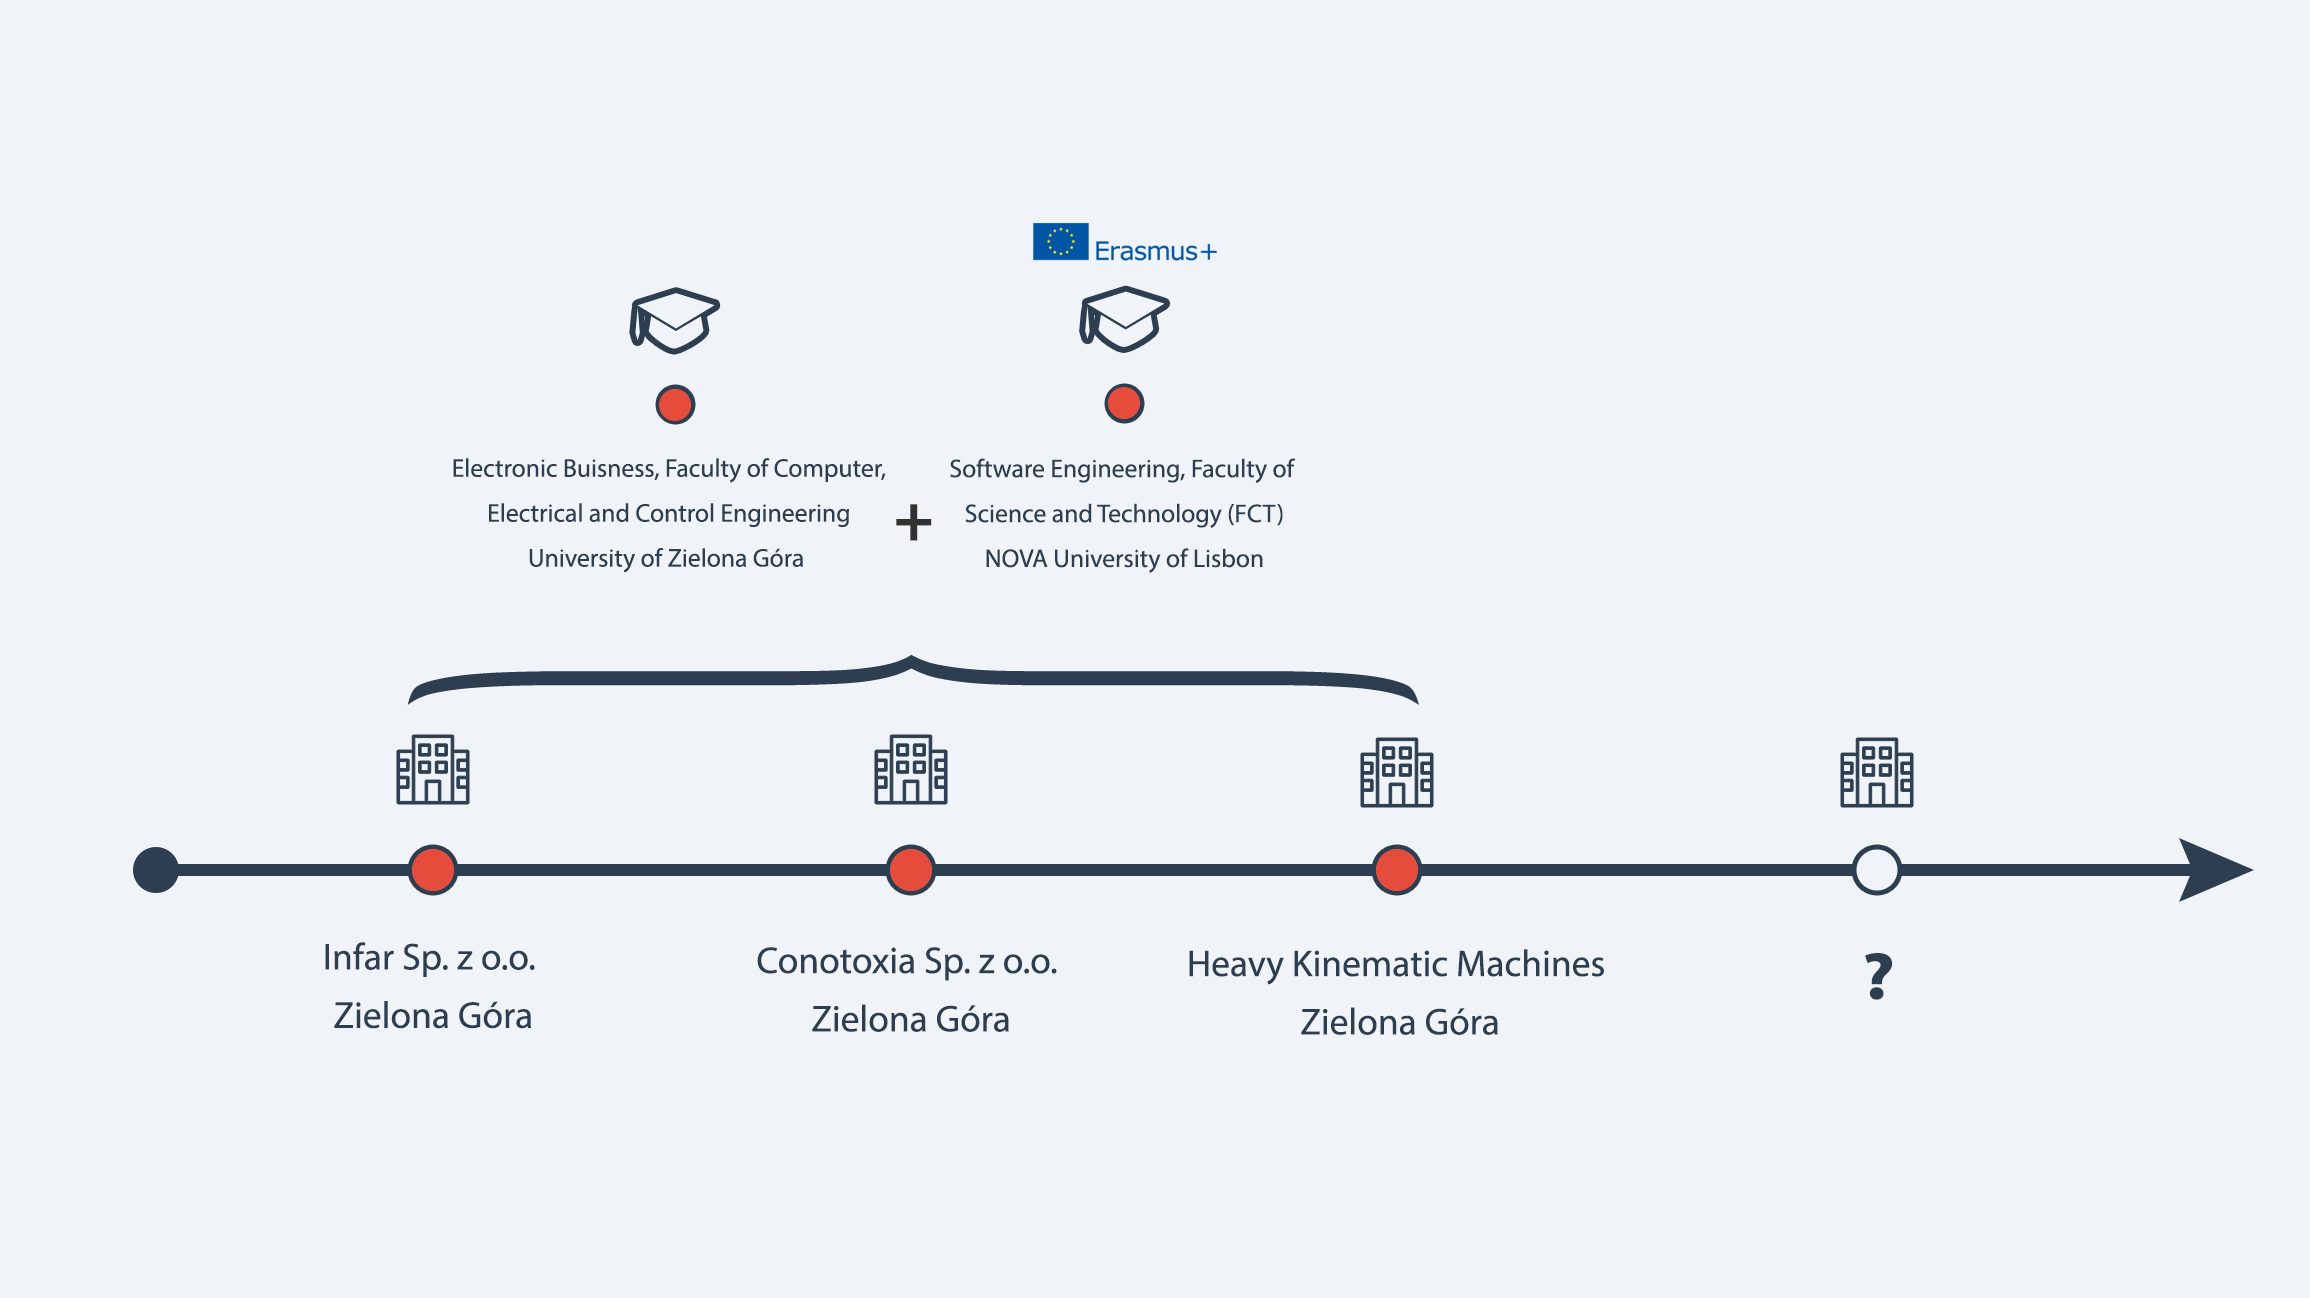 Erasmus+
Electronic Buisness, Faculty of Computer,
Electrical and Control Engineering
University of Zielona Góra
+
Software Engineering, Faculty of
Science and Technology (FCT)
NOVA University of Lisbon
Infar Sp. z o.o.
Zielona Góra
Conotoxia Sp. z o.o.
Zielona Góra
Heavy Kinematic Machines
Zielona Góra
?